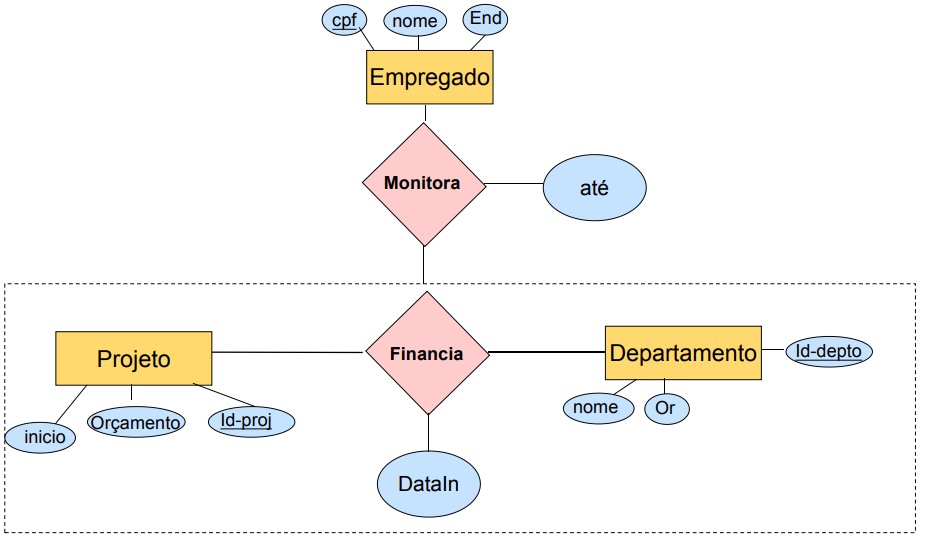 cpf
nome
End
Empregado
Monitora
até
Projeto
Financia
Departamento
Id-depto
inicio
Orçamento
Id-proj
nome
Or
DataIn